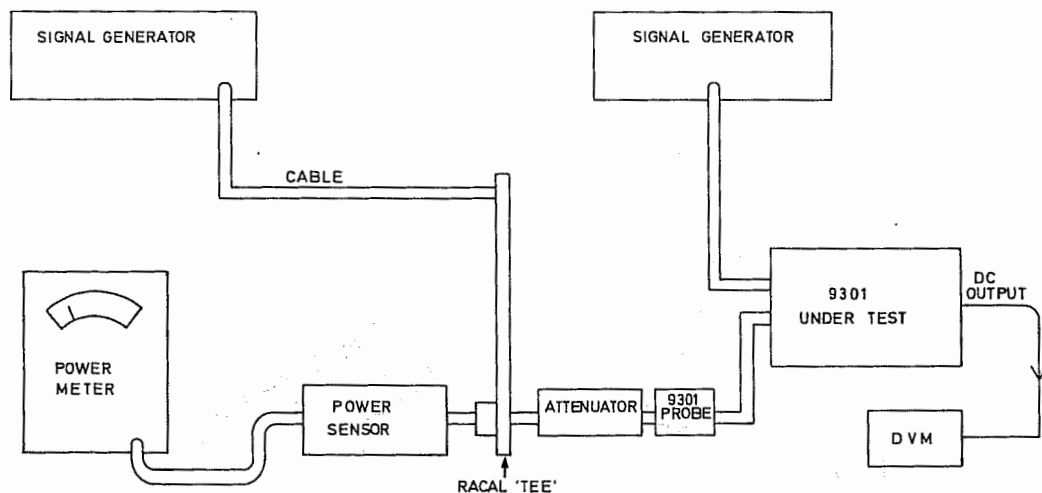 SIGNAL GENERATOR
SIGNAL GENERATOR
CABLE
9301
UNDER TEST
DC
OUTPUT
POWER
METER
POWER
SENSOR
ATTENUATOR
9301
PROBE
DVM
RACAL 'TEE'